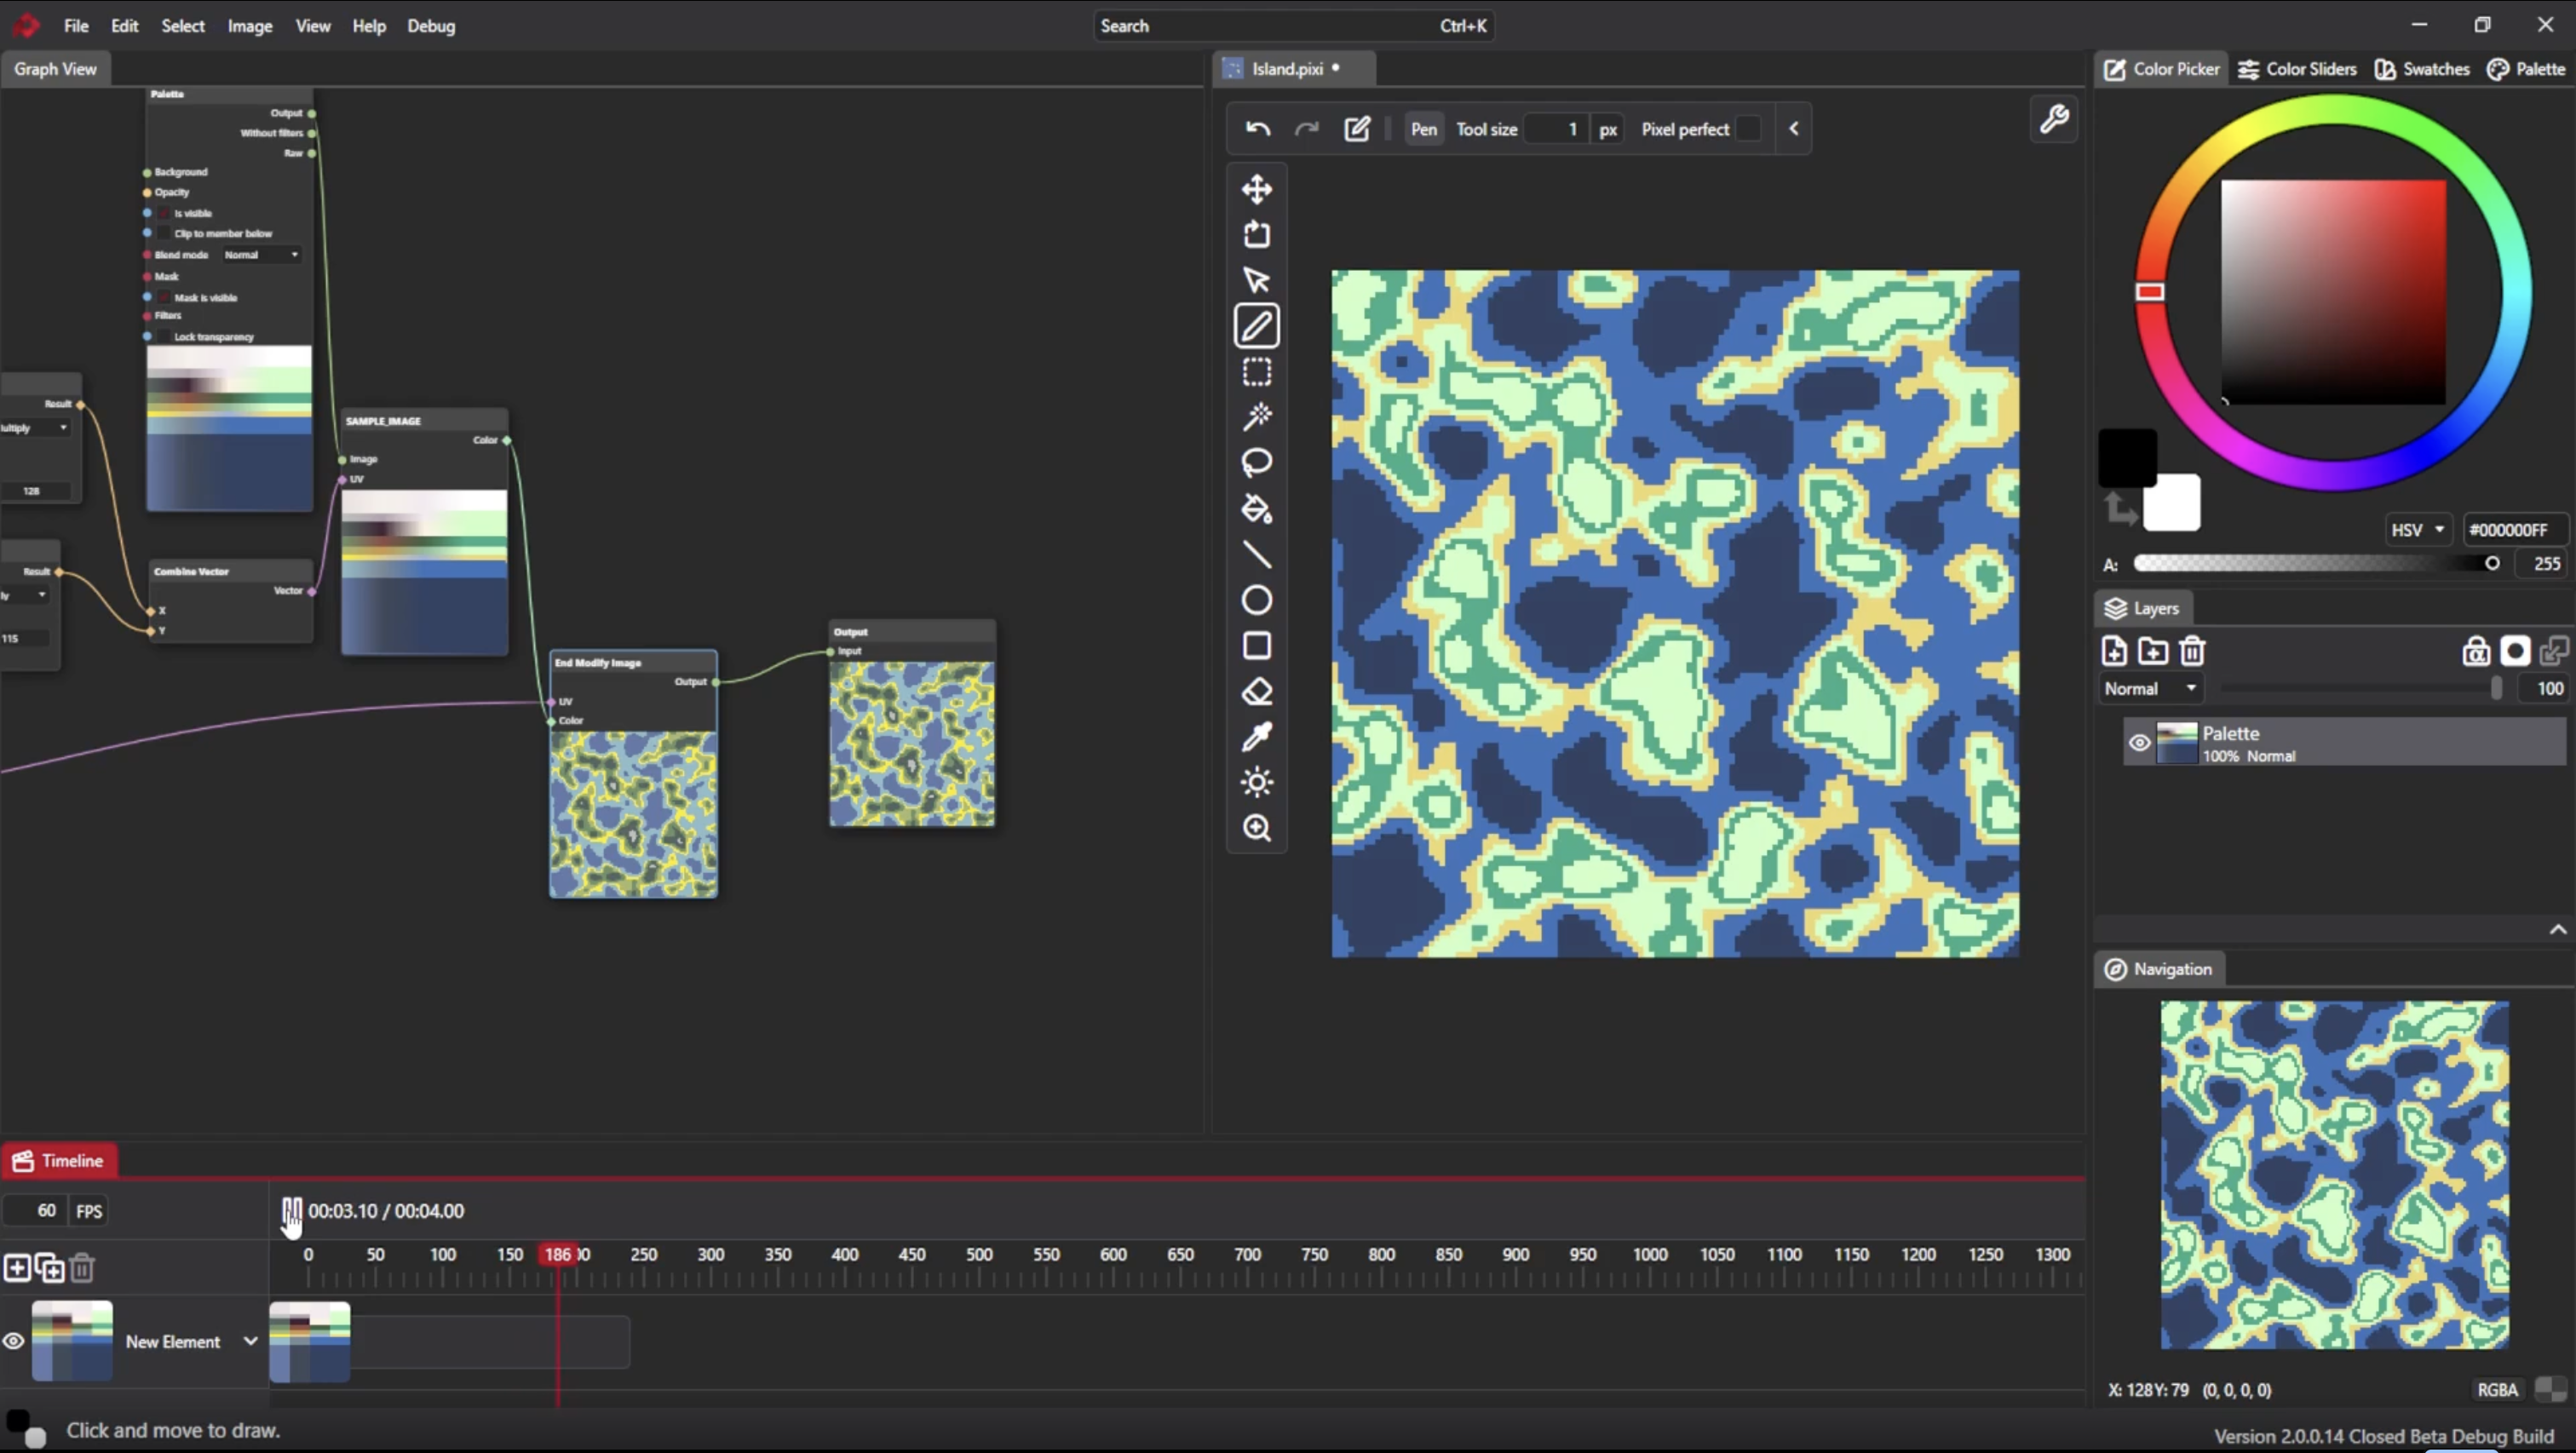 File Edit Select Image View Help Debug Search Ctrl+K
Graph View
Island.pixi
Color Picker Color Sliders Swatches Palette
Pen Tool size 1 px Pixel perfect
Palette
Output
Without filters
Raw
Background
Opacity
Is visible
Clip to member below
Blend mode Normal
Mask
Mask is visible
Filters
Lock transparency
Result
128
Result
115
Combine Vector
Vector
X
Y
SAMPLE_IMAGE
Color
Image
UV
End Modify Image
Output
UV
Color
Output
Input
HSV #000000FF
A: 255
Layers
Normal 100
Palette
100% Normal
Navigation
X: 128Y: 79 (0, 0, 0, 0) RGBA
Timeline
60 FPS 00:03.10 / 00:04.00
0 50 100 150 186 250 300 350 400 450 500 550 600 650 700 750 800 850 900 950 1000 1050 1100 1150 1200 1250 1300
New Element
Click and move to draw.
Version 2.0.0.14 Closed Beta Debug Build